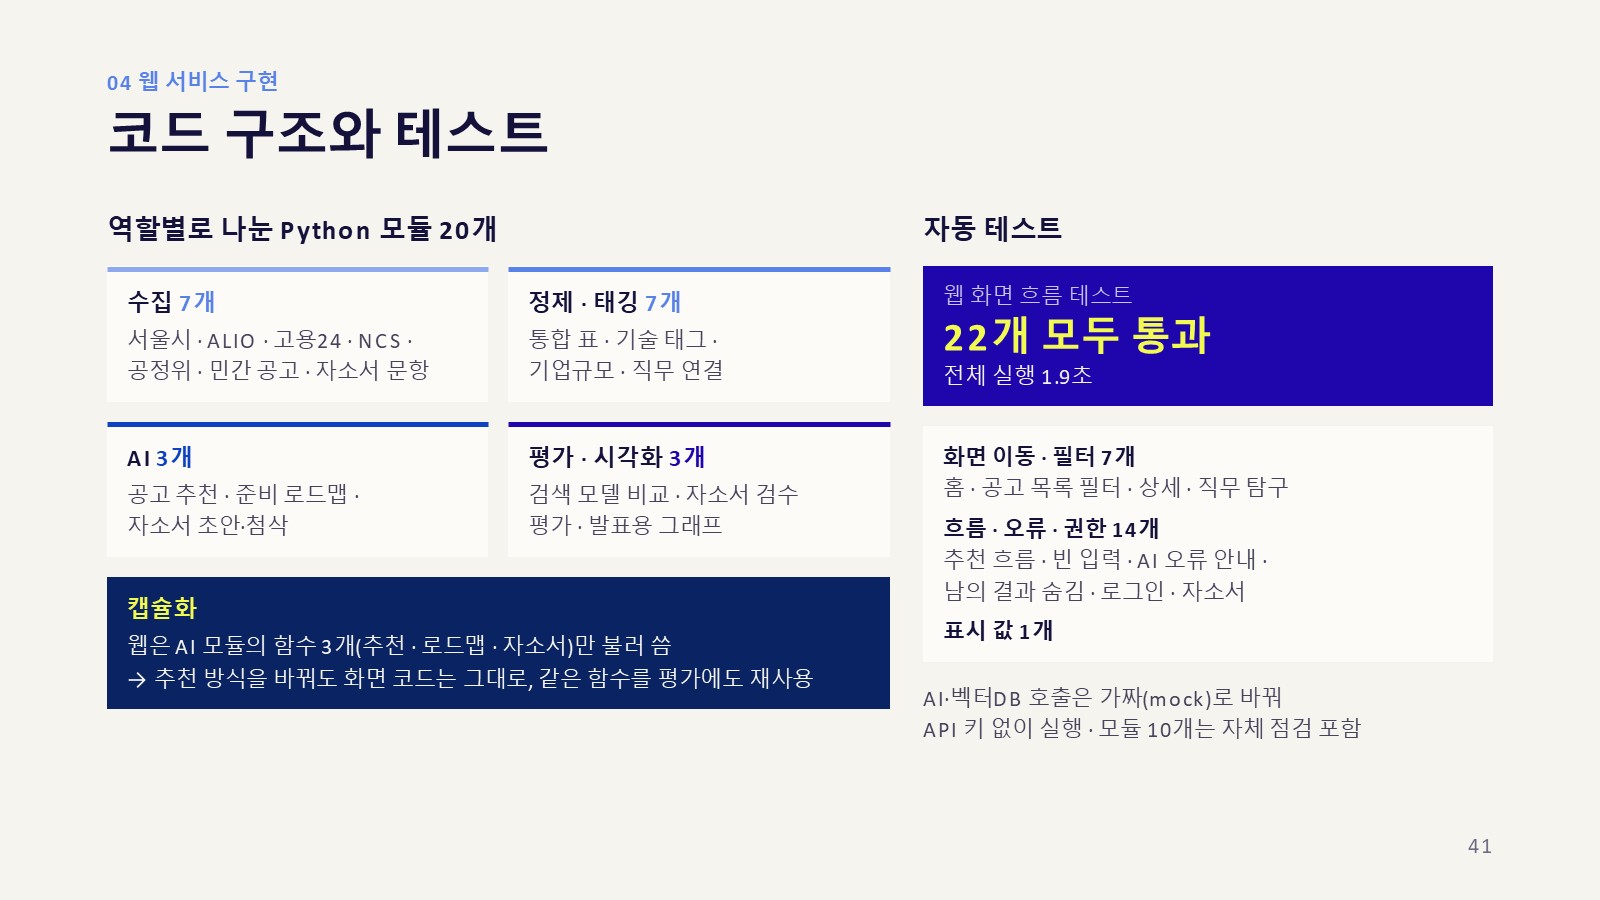 04 웹 서비스 구현
코드 구조와 테스트
역할별로 나눈 Python 모듈 20개
수집 7개
서울시 · ALIO · 고용24 · NCS ·
공정위 · 민간 공고 · 자소서 문항
정제 · 태깅 7개
통합 표 · 기술 태그 ·
기업규모 · 직무 연결
AI 3개
공고 추천 · 준비 로드맵 ·
자소서 초안·첨삭
평가 · 시각화 3개
검색 모델 비교 · 자소서 검수
평가 · 발표용 그래프
캡슐화
웹은 AI 모듈의 함수 3개(추천 · 로드맵 · 자소서)만 불러 씀
→ 추천 방식을 바꿔도 화면 코드는 그대로, 같은 함수를 평가에도 재사용
자동 테스트
웹 화면 흐름 테스트
22개 모두 통과
전체 실행 1.9초
화면 이동 · 필터 7개
홈 · 공고 목록 필터 · 상세 · 직무 탐구
흐름 · 오류 · 권한 14개
추천 흐름 · 빈 입력 · AI 오류 안내 ·
남의 결과 숨김 · 로그인 · 자소서
표시 값 1개
AI·벡터DB 호출은 가짜(mock)로 바꿔
API 키 없이 실행 · 모듈 10개는 자체 점검 포함
41